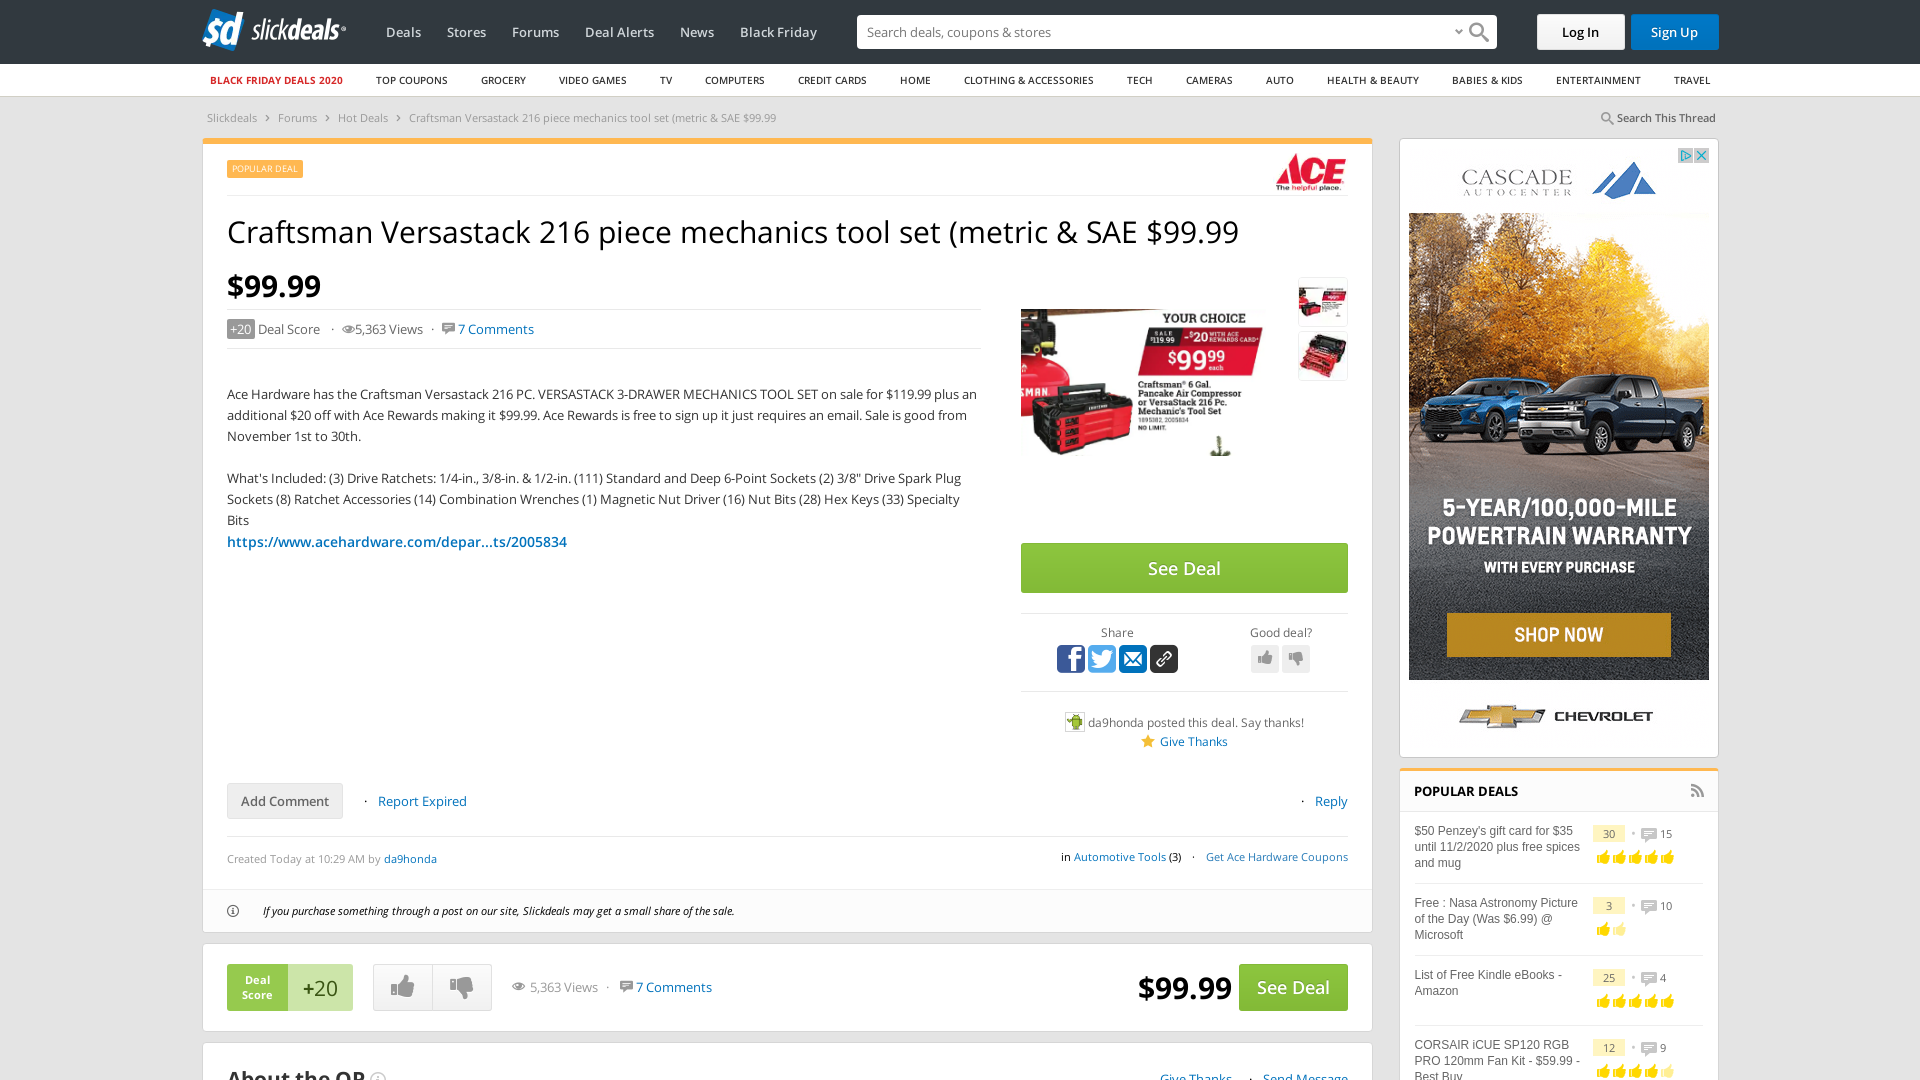 sd slickdeals
Deals Stores Forums Deal Alerts News Black Friday
Search deals, coupons & shopping
Log In Sign Up
BLACK FRIDAY DEALS 2020 TOP COUPONS GROCERY VIDEO GAMES TV COMPUTERS CREDIT CARDS HOME CLOTHING & ACCESSORIES TECH CAMERAS AUTO HEALTH & BEAUTY BABIES & KIDS ENTERTAINMENT TRAVEL
Slickdeals › Forums › Hot Deals › Craftsman Versastack 216 piece mechanics tool set (metric & SAE $99.99
Search This Thread
POPULAR DEAL
ACE
The helpful place.
Craftsman Versastack 216 piece mechanics tool set (metric & SAE $99.99
$99.99
+20 Deal Score · 5,363 Views · 7 Comments
Ace Hardware has the Craftsman Versastack 216 PC. VERSASTACK 3-DRAWER MECHANICS TOOL SET on sale for $119.99 plus an
additional $20 off with Ace Rewards making it $99.99. Ace Rewards is free to sign up it just requires an email. Sale is good from
November 1st to 30th.
What's Included: (3) Drive Ratchets: 1/4-in., 3/8-in. & 1/2-in. (111) Standard and Deep 6-Point Sockets (2) 3/8" Drive Spark Plug
Sockets (8) Ratchet Accessories (14) Combination Wrenches (1) Magnetic Nut Driver (16) Nut Bits (28) Hex Keys (33) Specialty
Bits
https://www.acehardware.com/depar...ts/2005834
YOUR CHOICE
SALE $119.99 -$20 WITH ACE REWARDS CARD*
$99.99 each
Craftsman® 6 Gal.
Pancake Air Compressor
or VersaStack 216 Pc.
Mechanic's Tool Set
1895082, 2005834
NO LIMIT.
See Deal
Share
Good deal?
da9honda posted this deal. Say thanks!
Give Thanks
Add Comment · Report Expired
· Reply
Created Today at 10:29 AM by da9honda
in Automotive Tools (3) · Get Ace Hardware Coupons
If you purchase something through a post on our site, Slickdeals may get a small share of the sale.
Deal Score +20
5,363 Views · 7 Comments
$99.99 See Deal
About the OP
Give Thanks · Send Message
CASCADE
AUTOCENTER
5-YEAR/100,000-MILE
POWERTRAIN WARRANTY
WITH EVERY PURCHASE
SHOP NOW
CHEVROLET
POPULAR DEALS
$50 Penzey's gift card for $35
until 11/2/2020 plus free spices
and mug
30 • 15
Free : Nasa Astronomy Picture
of the Day (Was $6.99) @
Microsoft
3 • 10
List of Free Kindle eBooks -
Amazon
25 • 4
CORSAIR iCUE SP120 RGB
PRO 120mm Fan Kit - $59.99 -
Best Buy
12 • 9